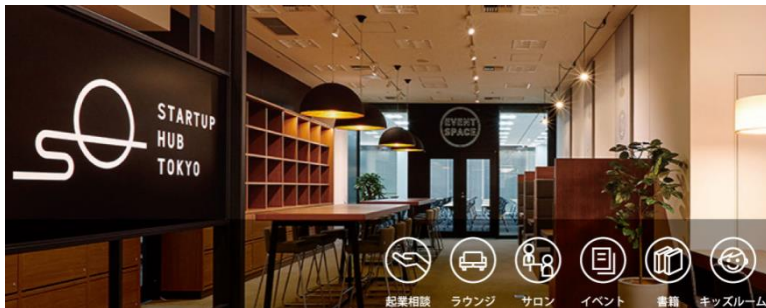 STARTUP
HUB
TOKYO
EVENT
SPACE
起業相談
ラウンジ
サロン
イベント
書籍
キッズルーム